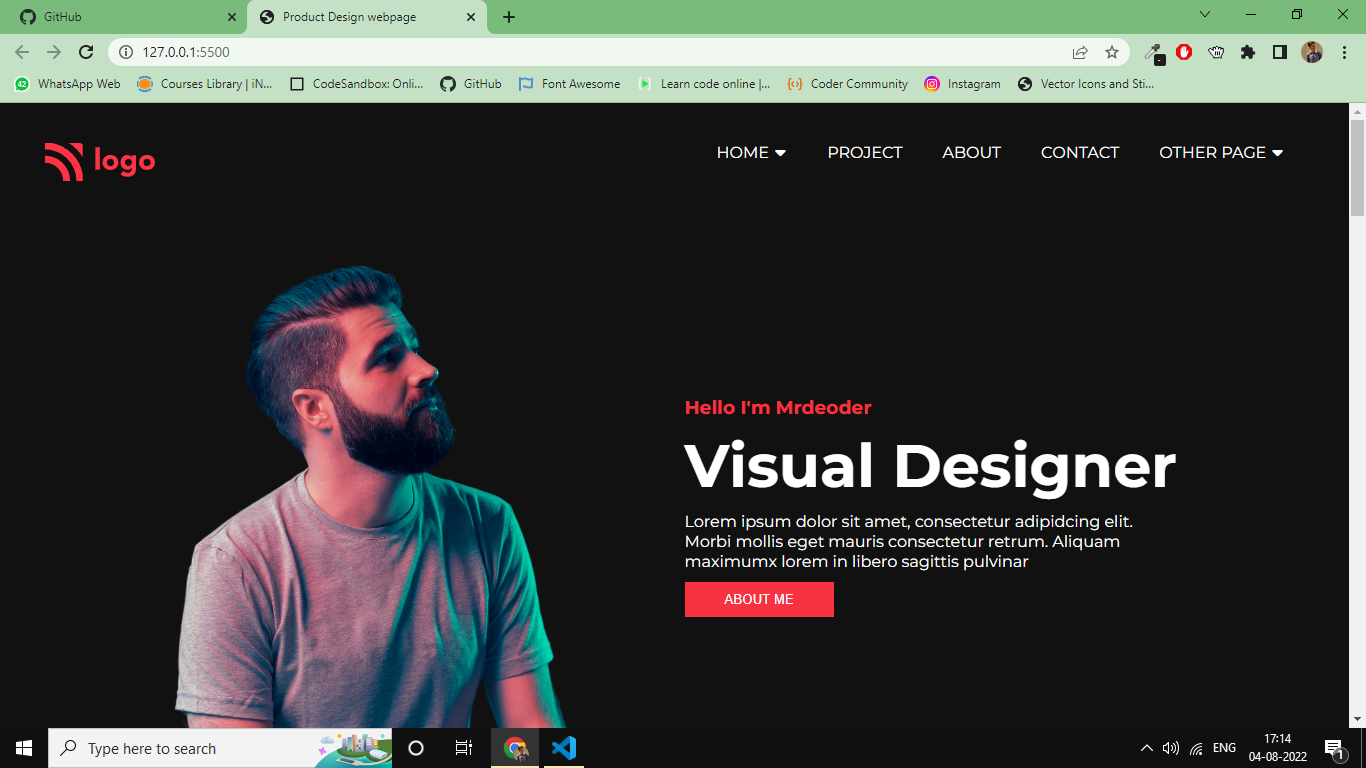 GitHub
Product Design webpage
127.0.0.1:5500
42
WhatsApp Web
Courses Library | iN...
CodeSandbox: Onli...
GitHub
Font Awesome
Learn code online |...
Coder Community
Instagram
Vector Icons and Sti...
logo
HOME
PROJECT
ABOUT
CONTACT
OTHER PAGE
Hello I'm Mrdeoder
Visual Designer
Lorem ipsum dolor sit amet, consectetur adipidcing elit.
Morbi mollis eget mauris consectetur retrum. Aliquam
maximumx lorem in libero sagittis pulvinar
ABOUT ME
Type here to search
ENG
17:14
04-08-2022
1